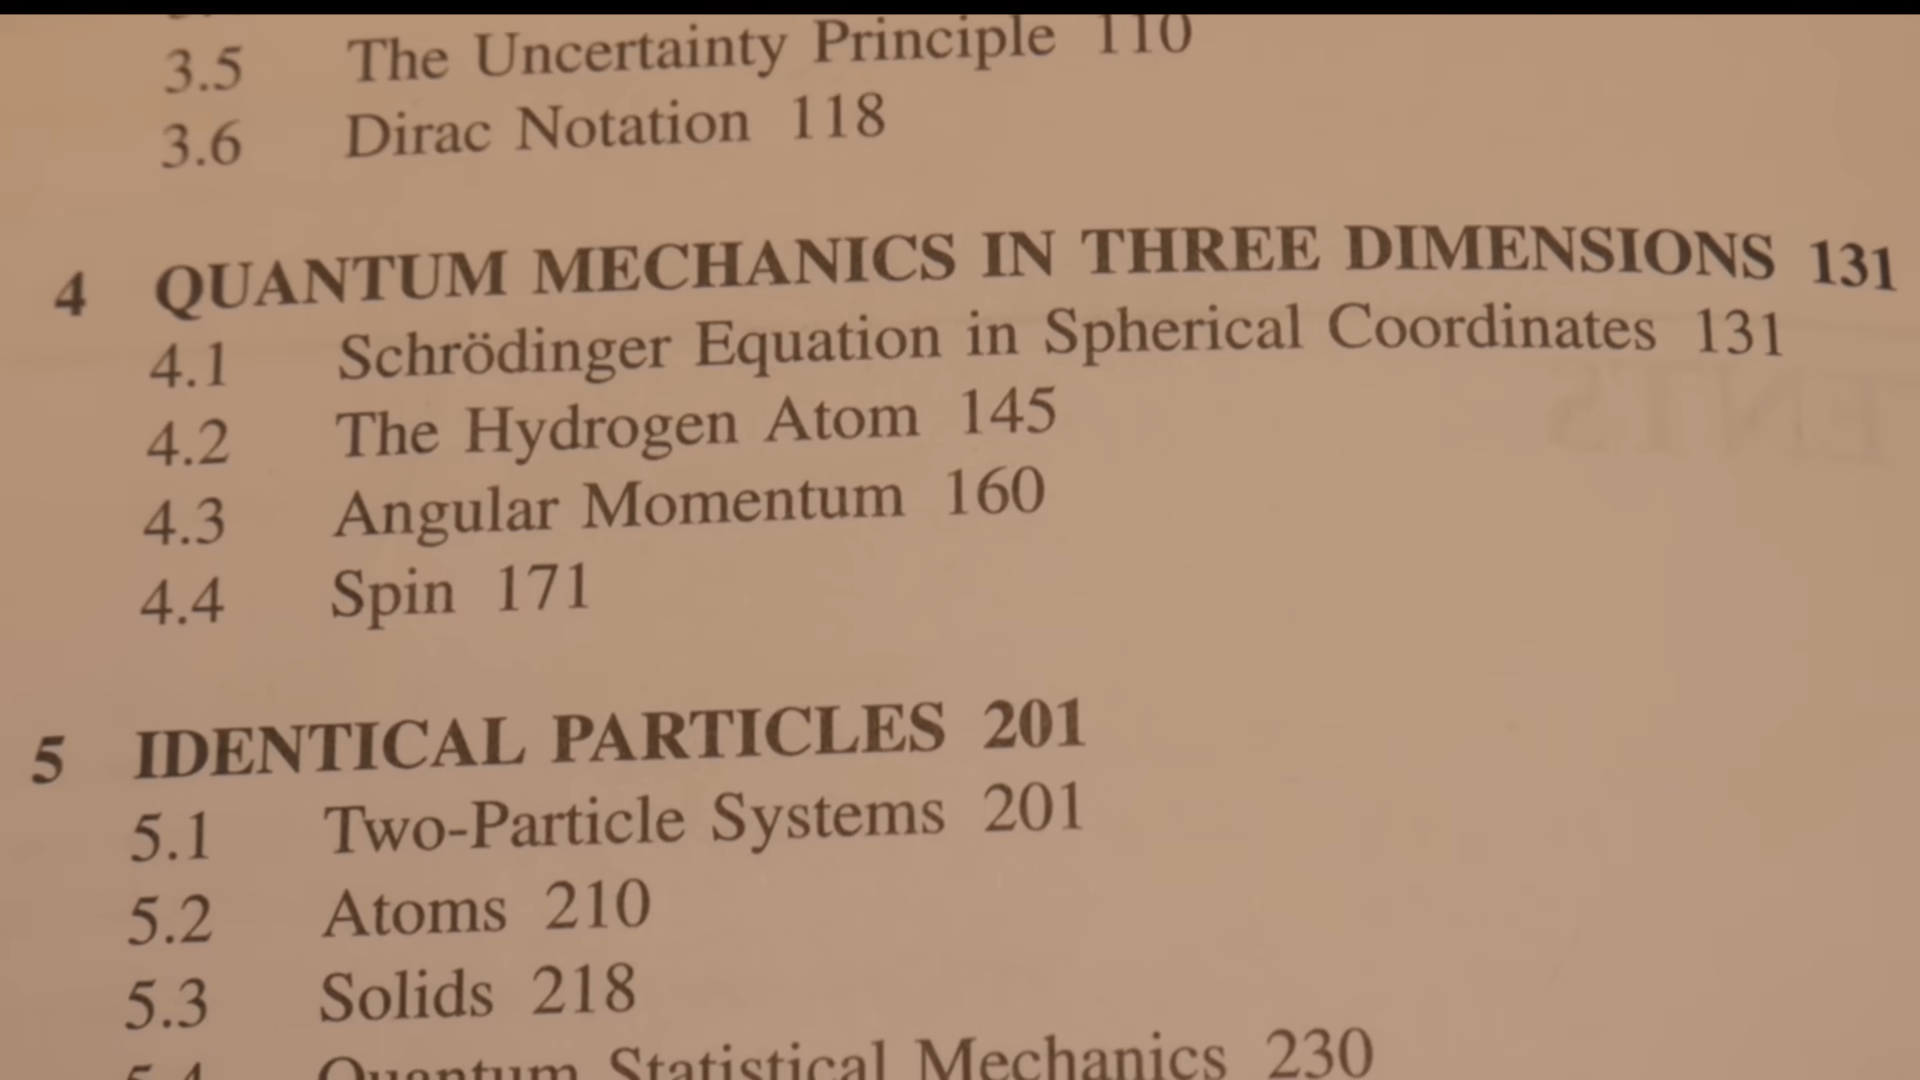 3.5 The Uncertainty Principle 110
3.6 Dirac Notation 118
4 QUANTUM MECHANICS IN THREE DIMENSIONS 131
4.1 Schrödinger Equation in Spherical Coordinates 131
4.2 The Hydrogen Atom 145
4.3 Angular Momentum 160
4.4 Spin 171
5 IDENTICAL PARTICLES 201
5.1 Two-Particle Systems 201
5.2 Atoms 210
5.3 Solids 218
5.4 Quantum Statistical Mechanics 230